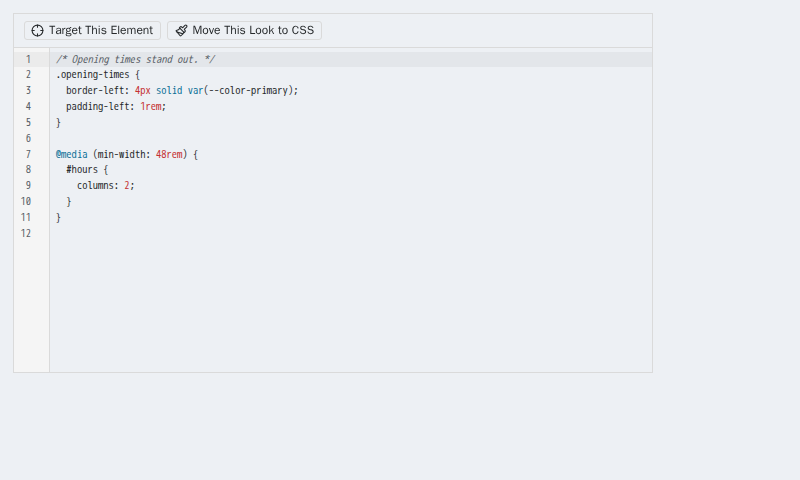 Target This Element Move This Look to CSS
1 /* Opening times stand out. */
2 .opening-times {
3 border-left: 4px solid var(--color-primary);
4 padding-left: 1rem;
5 }
6
7 @media (min-width: 48rem) {
8 #hours {
9 columns: 2;
10 }
11 }
12